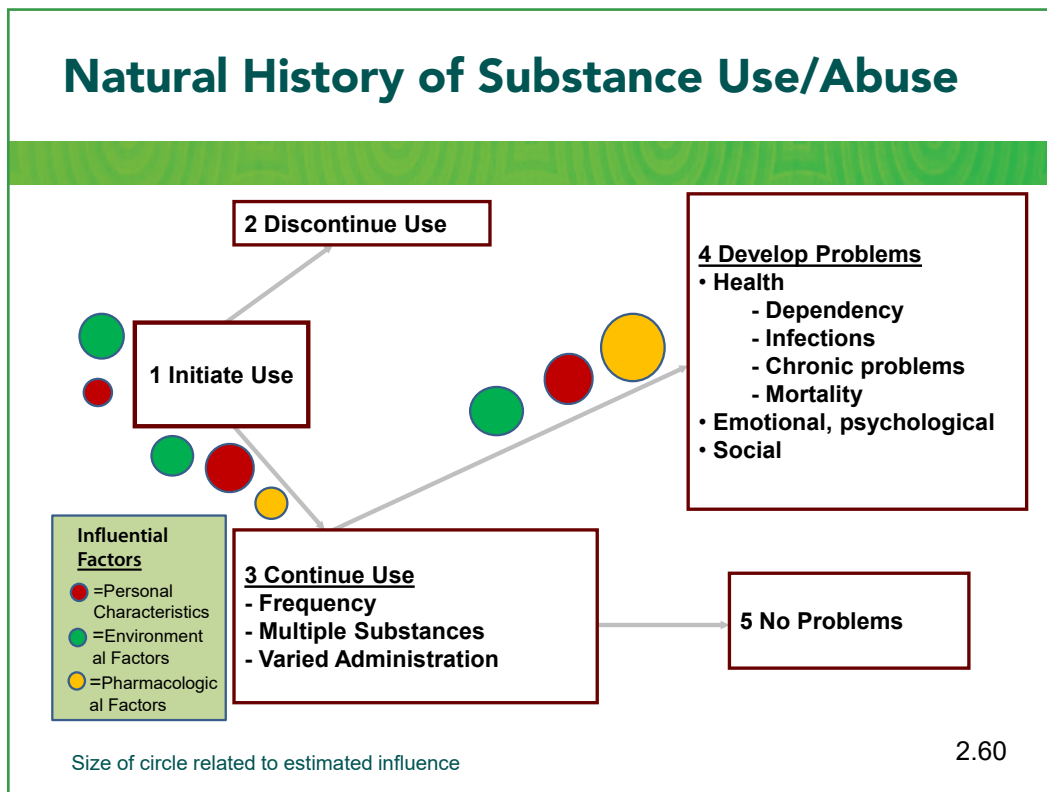 Natural History of Substance Use/Abuse
2 Discontinue Use
1 Initiate Use
4 Develop Problems
• Health
- Dependency
- Infections
- Chronic problems
- Mortality
• Emotional, psychological
• Social
Influential
Factors
=Personal
Characteristics
=Environment
al Factors
=Pharmacologic
al Factors
3 Continue Use
- Frequency
- Multiple Substances
- Varied Administration
5 No Problems
Size of circle related to estimated influence
2.60